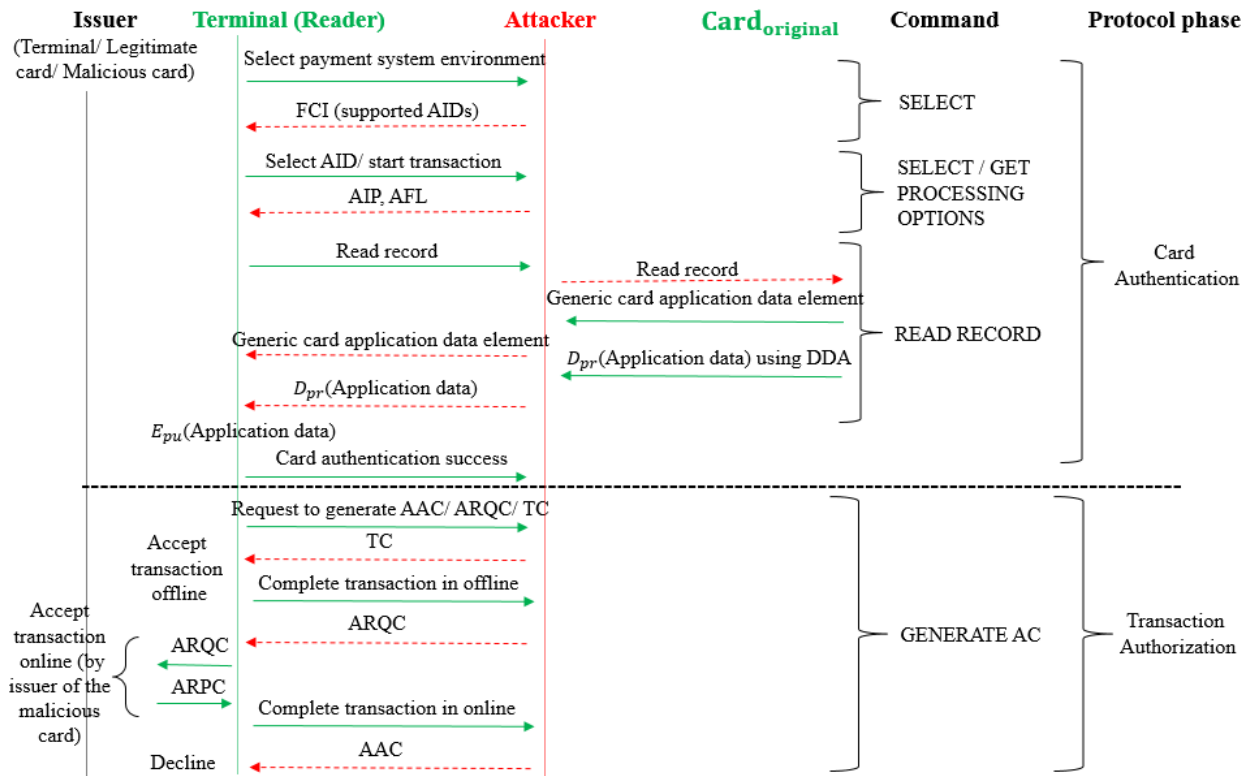 Issuer
Terminal (Reader)
Attacker
Card_original
Command
Protocol phase
(Terminal/ Legitimate
card/ Malicious card)
Select payment system environment
FCI (supported AIDs)
SELECT
Select AID/ start transaction
AIP, AFL
SELECT / GET
PROCESSING
OPTIONS
Read record
Read record
Generic card application data element
Generic card application data element
D_pr(Application data) using DDA
D_pr(Application data)
READ RECORD
Card
Authentication
E_pu(Application data)
Card authentication success
Request to generate AAC/ ARQC/ TC
TC
Accept
transaction
offline
Complete transaction in offline
ARQC
Accept
transaction
online (by
issuer of the
malicious
card)
ARQC
ARPC
Complete transaction in online
AAC
Decline
GENERATE AC
Transaction
Authorization